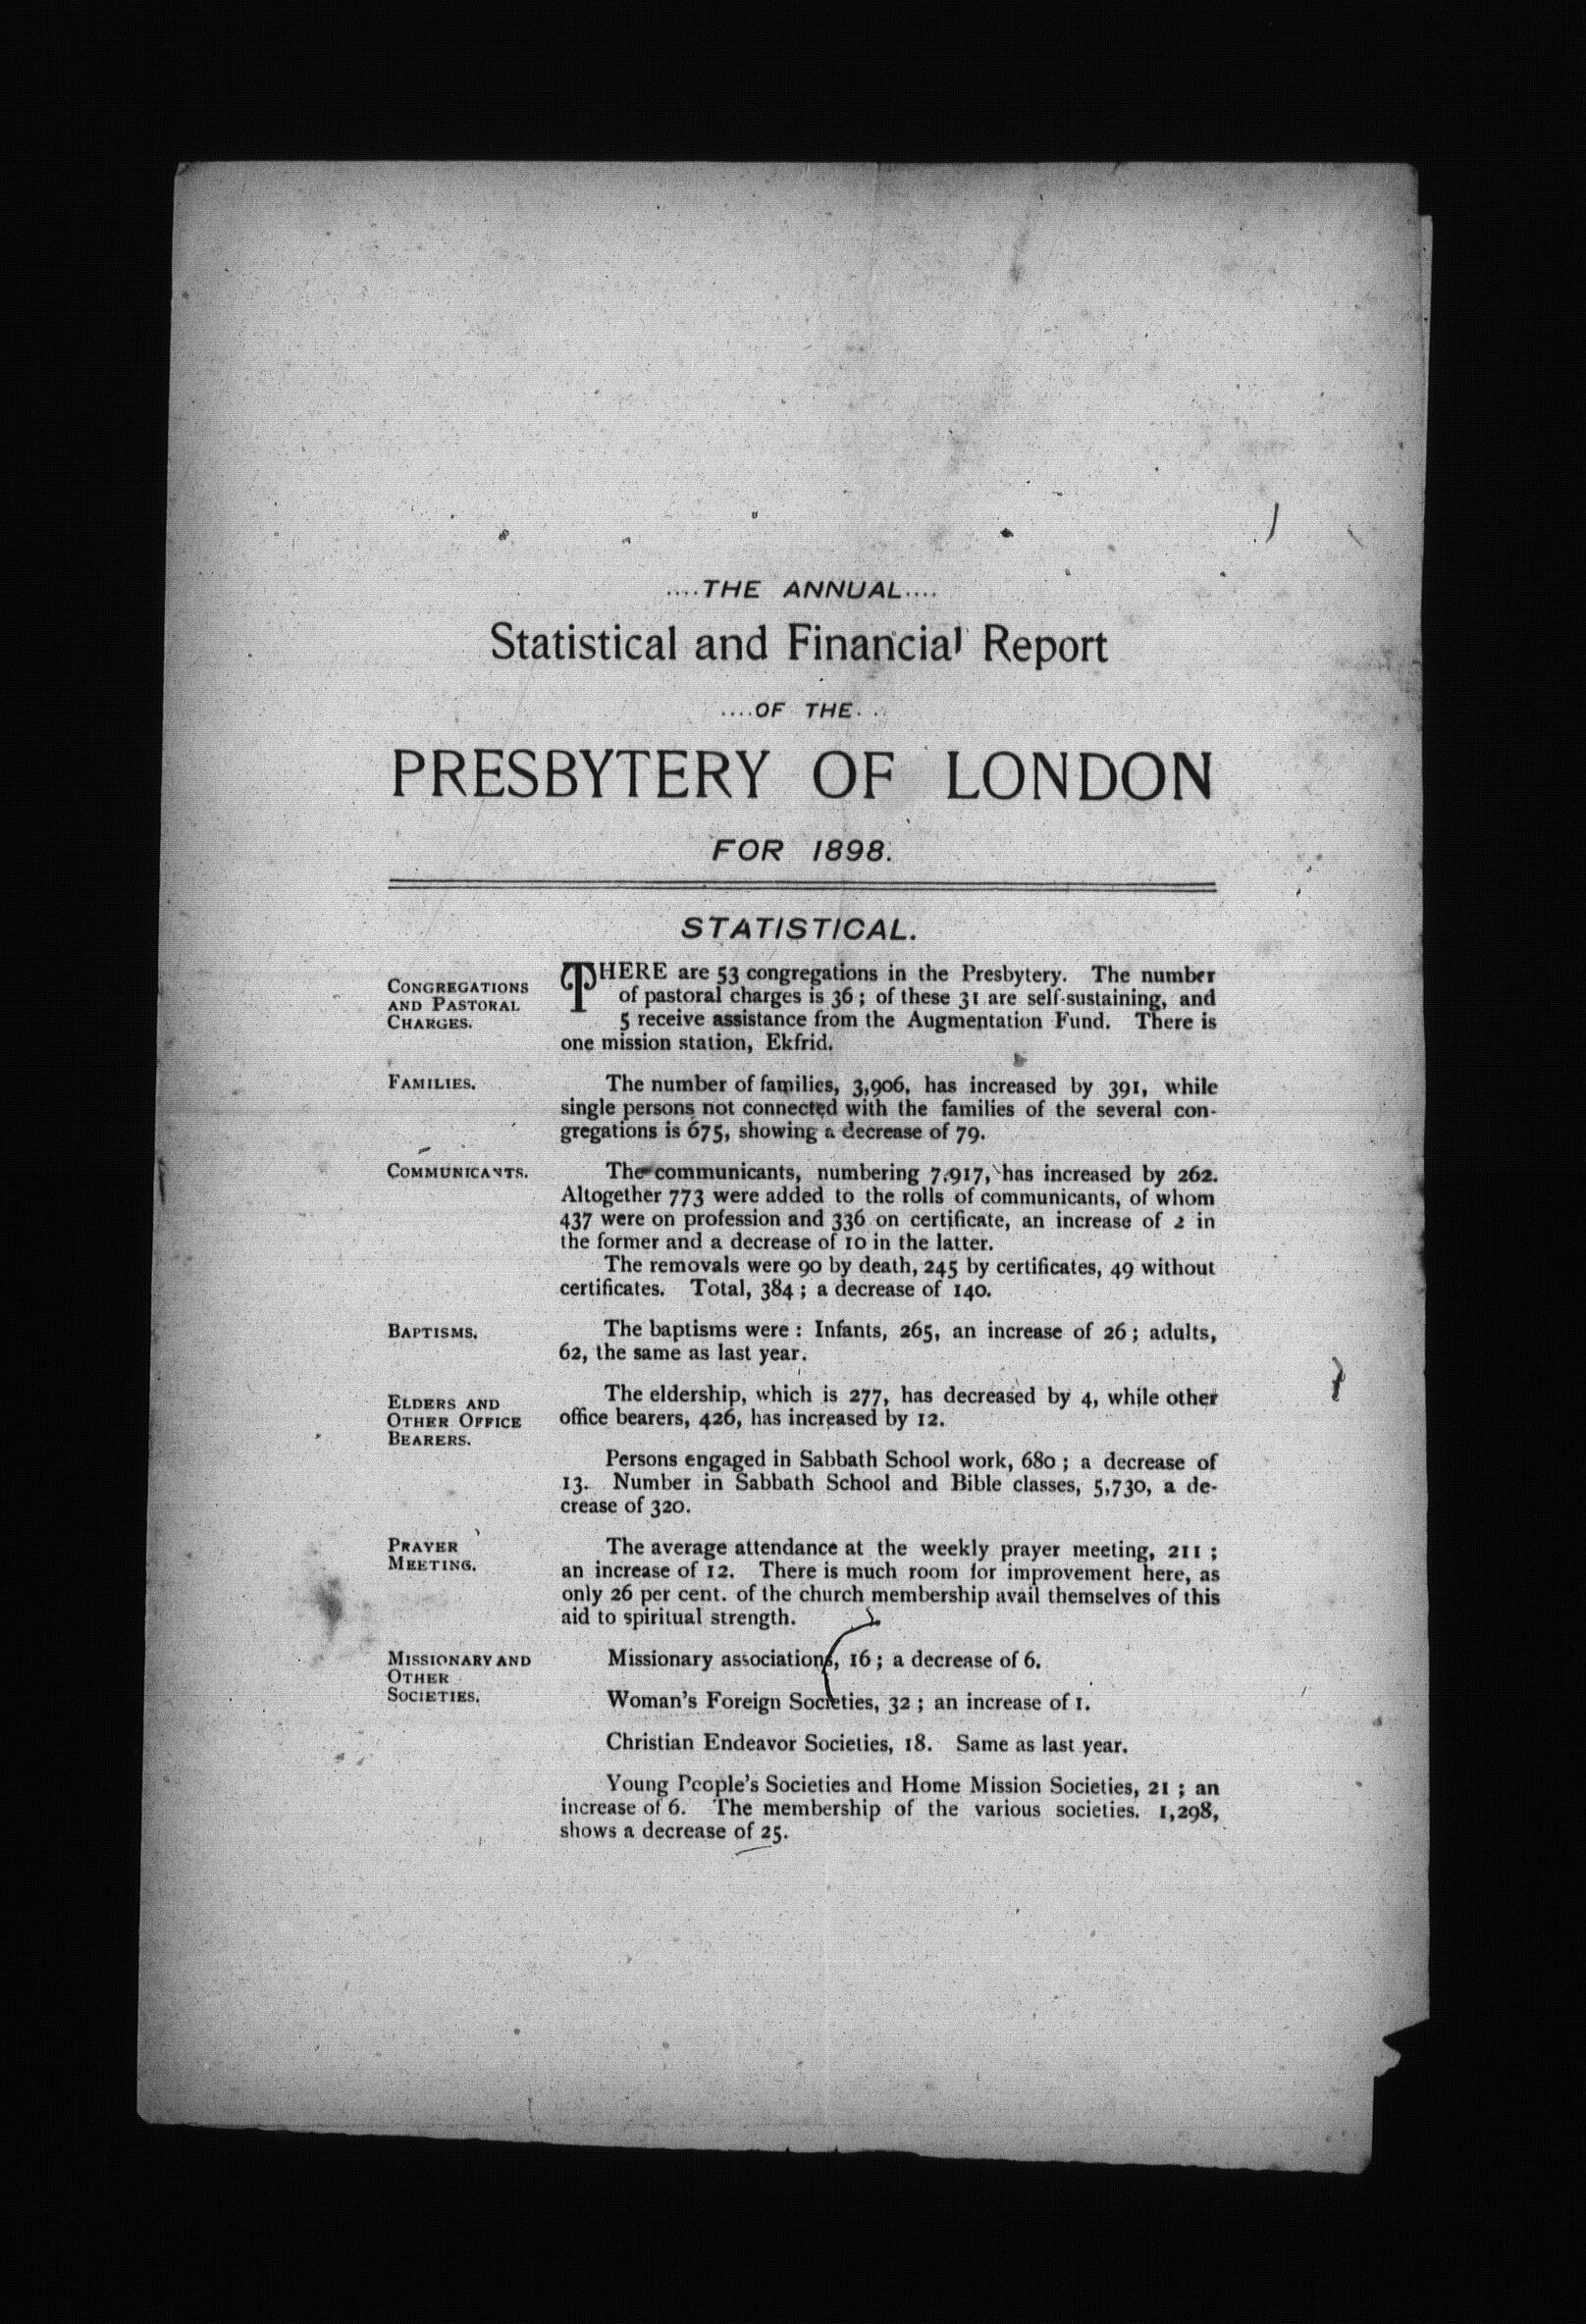 ....THE ANNUAL....
Statistical and Financial Report
....OF THE...
PRESBYTERY OF LONDON
FOR 1898.
STATISTICAL.
CONGREGATIONS
AND PASTORAL
CHARGES.
THERE are 53 congregations in the Presbytery. The number
of pastoral charges is 36; of these 31 are self-sustaining, and
5 receive assistance from the Augmentation Fund. There is
one mission station, Ekfrid.
FAMILIES.
The number of families, 3,906, has increased by 391, while
single persons not connected with the families of the several con-
gregations is 675, showing a decrease of 79.
COMMUNICANTS.
The communicants, numbering 7,917, has increased by 262.
Altogether 773 were added to the rolls of communicants, of whom
437 were on profession and 336 on certificate, an increase of 2 in
the former and a decrease of 10 in the latter.
The removals were 90 by death, 245 by certificates, 49 without
certificates. Total, 384; a decrease of 140.
BAPTISMS.
The baptisms were: Infants, 265, an increase of 26; adults,
62, the same as last year.
ELDERS AND
OTHER OFFICE
BEARERS.
The eldership, which is 277, has decreased by 4, while other
office bearers, 426, has increased by 12.
Persons engaged in Sabbath School work, 680; a decrease of
13. Number in Sabbath School and Bible classes, 5,730, a de-
crease of 320.
PRAYER
MEETING.
The average attendance at the weekly prayer meeting, 211;
an increase of 12. There is much room for improvement here, as
only 26 per cent. of the church membership avail themselves of this
aid to spiritual strength.
MISSIONARY AND
OTHER
SOCIETIES.
Missionary associations, 16; a decrease of 6.
Woman's Foreign Societies, 32; an increase of 1.
Christian Endeavor Societies, 18. Same as last year.
Young People's Societies and Home Mission Societies, 21; an
increase of 6. The membership of the various societies. 1,298,
shows a decrease of 25.